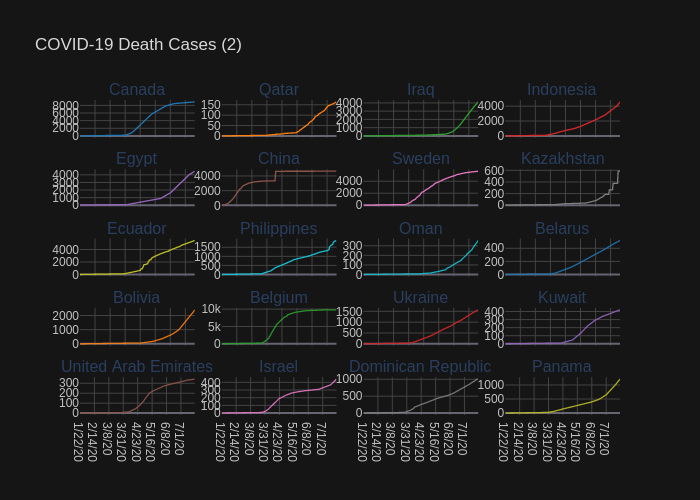 COVID-19 Death Cases (2)
Canada Qatar Iraq Indonesia
8000 6000 4000 2000 0
150 100 50 0
4000 3000 2000 1000 0
4000 2000 0
Egypt China Sweden Kazakhstan
4000 3000 2000 1000 0
4000 2000 0
4000 2000 0
600 400 200 0
Ecuador Philippines Oman Belarus
4000 2000 0
1500 1000 500 0
300 200 100 0
400 200 0
Bolivia Belgium Ukraine Kuwait
2000 1000 0
10k 5k 0
1500 1000 500 0
400 300 200 100 0
United Arab Emirates Israel Dominican Republic Panama
300 200 100 0
400 300 200 100 0
1000 500 0
1000 500 0
1/22/20 2/14/20 3/8/20 3/31/20 4/23/20 5/16/20 6/8/20 7/1/20
1/22/20 2/14/20 3/8/20 3/31/20 4/23/20 5/16/20 6/8/20 7/1/20
1/22/20 2/14/20 3/8/20 3/31/20 4/23/20 5/16/20 6/8/20 7/1/20
1/22/20 2/14/20 3/8/20 3/31/20 4/23/20 5/16/20 6/8/20 7/1/20